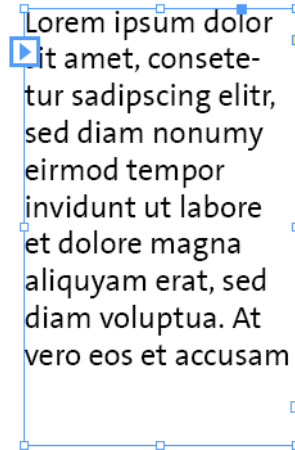 Lorem ipsum dolor
sit amet, consete-
tur sadipscing elitr,
sed diam nonumy
eirmod tempor
invidunt ut labore
et dolore magna
aliquyam erat, sed
diam voluptua. At
vero eos et accusam